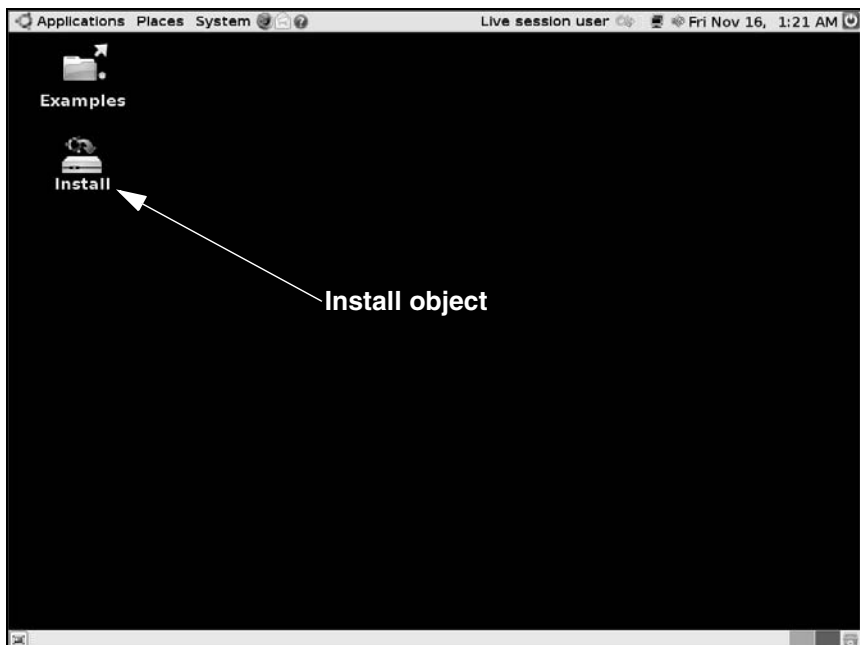 Applications Places System Live session user Fri Nov 16, 1:21 AM
Examples
Install
Install object